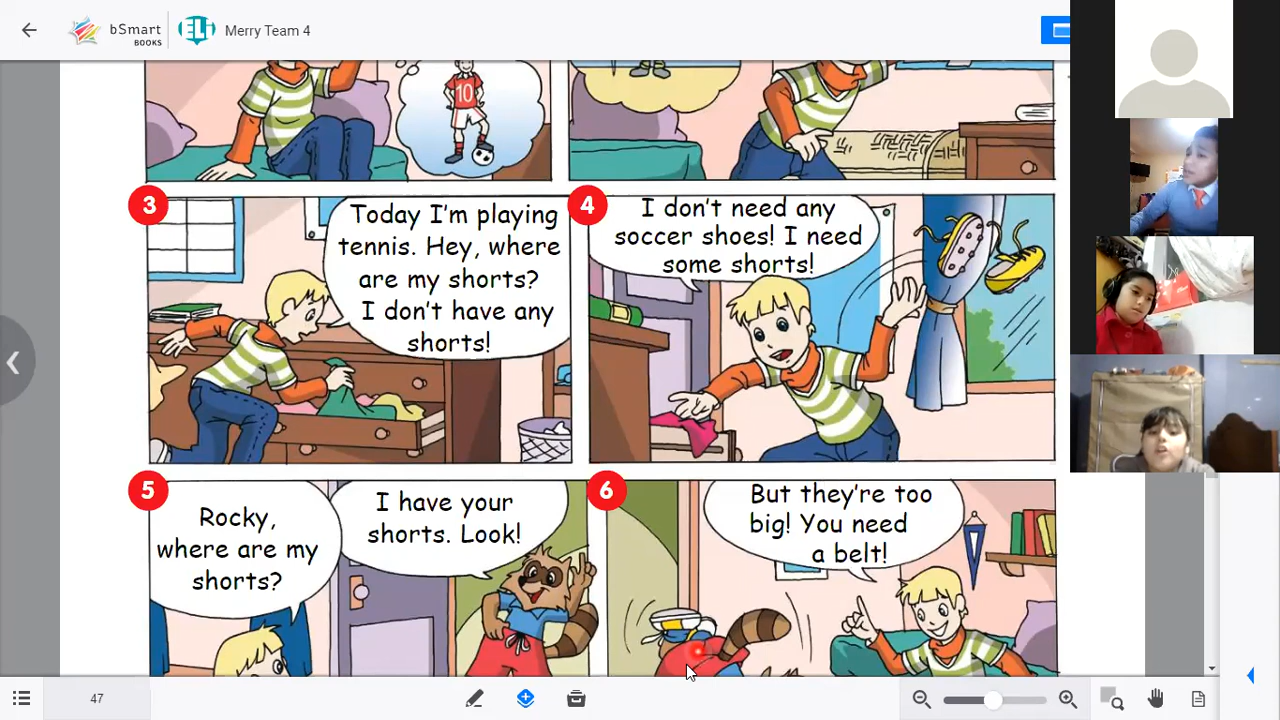 bSmart
BOOKS
ELi
Merry Team 4
10
3
Today I'm playing
tennis. Hey, where
are my shorts?
I don't have any
shorts!
4
I don't need any
soccer shoes! I need
some shorts!
5
Rocky,
where are my
shorts?
I have your
shorts. Look!
6
But they're too
big! You need
a belt!
47